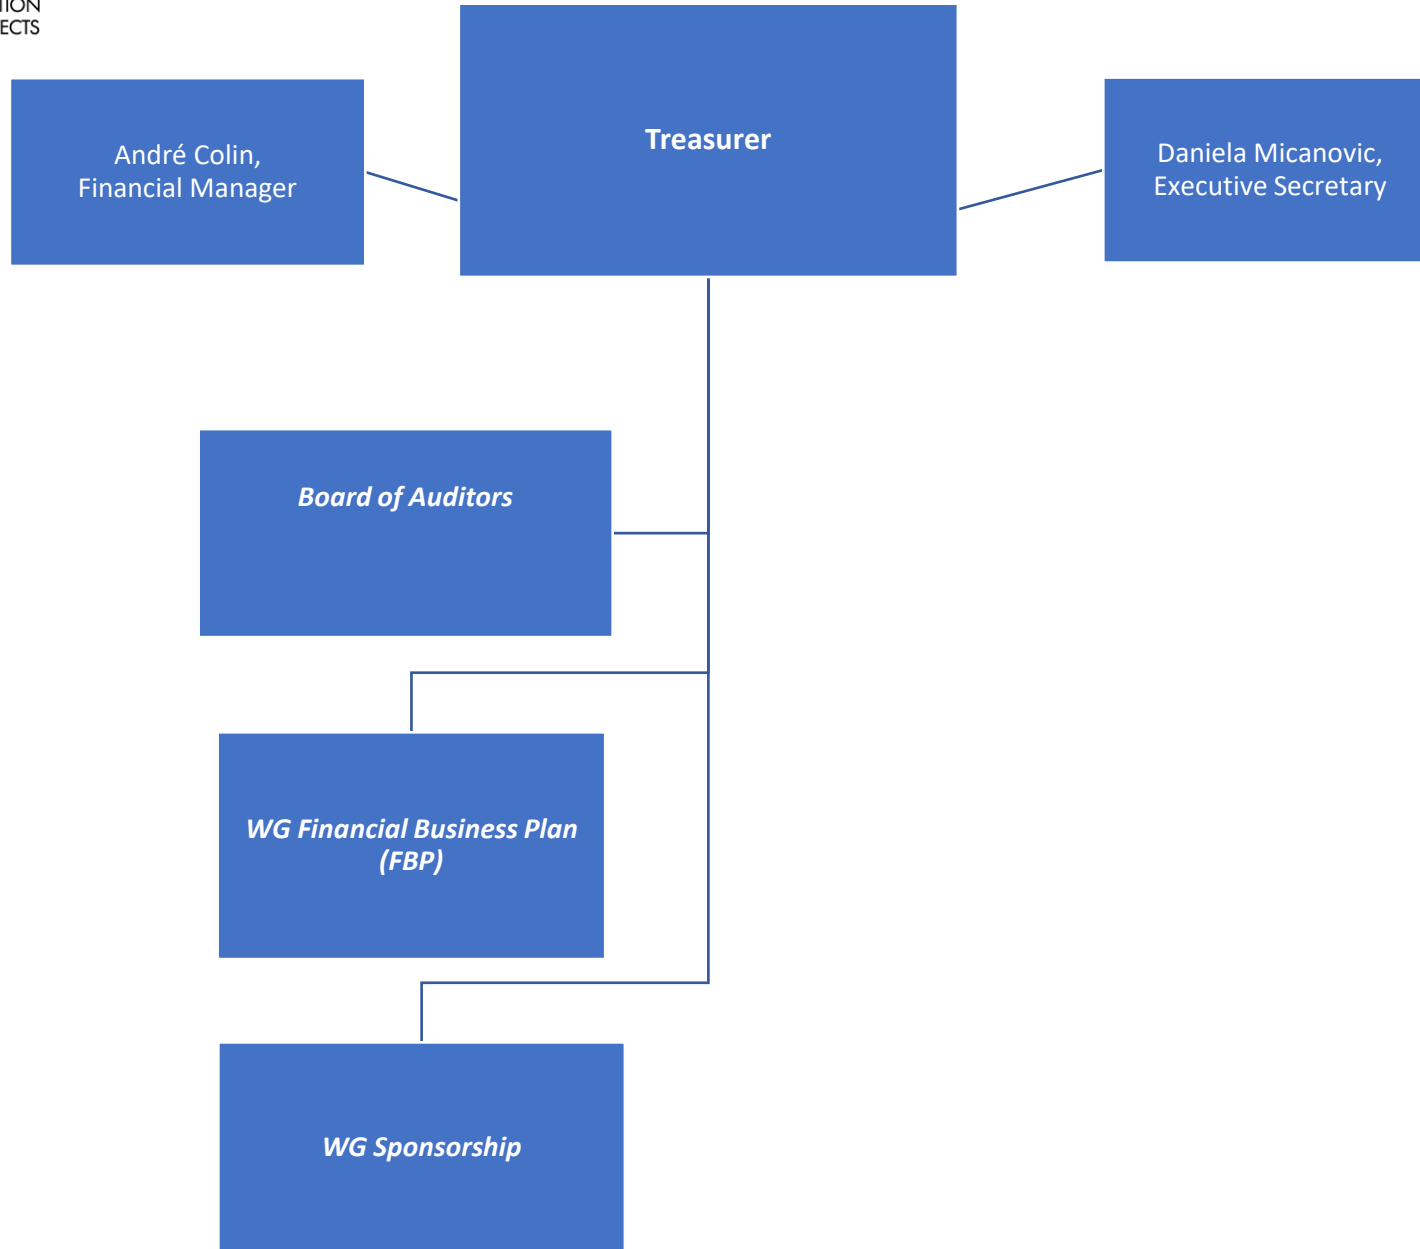 ECTS
Treasurer
André Colin,
Financial Manager
Daniela Micanovic,
Executive Secretary
Board of Auditors
WG Financial Business Plan
(FBP)
WG Sponsorship